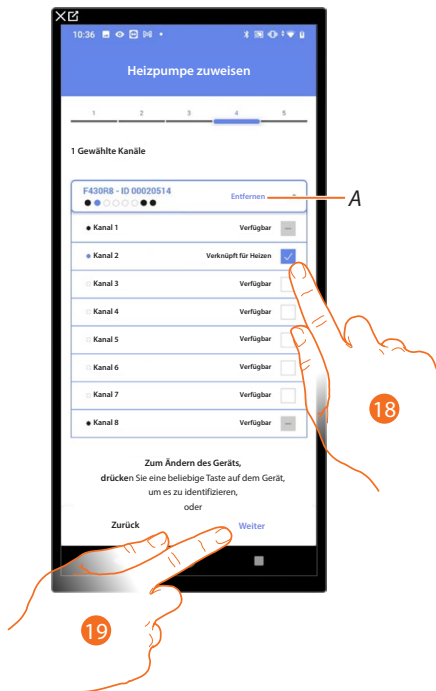 10:36
Heizpumpe zuweisen
1 2 3 4 5
1 Gewählte Kanäle
F430R8 - ID 00020514
Entfernen
A
Kanal 1 Verfügbar
Kanal 2 Verknüpft für Heizen
Kanal 3 Verfügbar
Kanal 4 Verfügbar
Kanal 5 Verfügbar
Kanal 6 Verfügbar
Kanal 7 Verfügbar
Kanal 8 Verfügbar
18
Zum Ändern des Geräts,
drücken Sie eine beliebige Taste auf dem Gerät,
um es zu identifizieren,
oder
Zurück Weiter
19